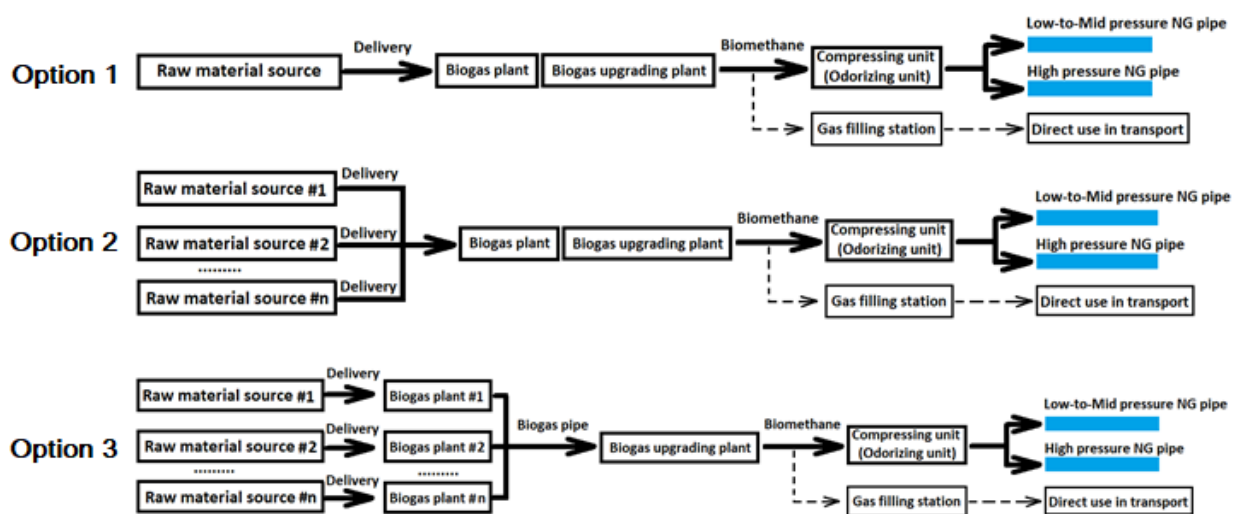 Option 1
Raw material source
Delivery
Biogas plant
Biogas upgrading plant
Biomethane
Compressing unit
(Odorizing unit)
Low-to-Mid pressure NG pipe
High pressure NG pipe
Gas filling station
Direct use in transport
Option 2
Raw material source #1
Delivery
Raw material source #2
Delivery
.........
Raw material source #n
Delivery
Biogas plant
Biogas upgrading plant
Biomethane
Compressing unit
(Odorizing unit)
Low-to-Mid pressure NG pipe
High pressure NG pipe
Gas filling station
Direct use in transport
Option 3
Raw material source #1
Delivery
Biogas plant #1
Raw material source #2
Delivery
Biogas plant #2
.........
.........
Raw material source #n
Delivery
Biogas plant #n
Biogas pipe
Biogas upgrading plant
Biomethane
Compressing unit
(Odorizing unit)
Low-to-Mid pressure NG pipe
High pressure NG pipe
Gas filling station
Direct use in transport